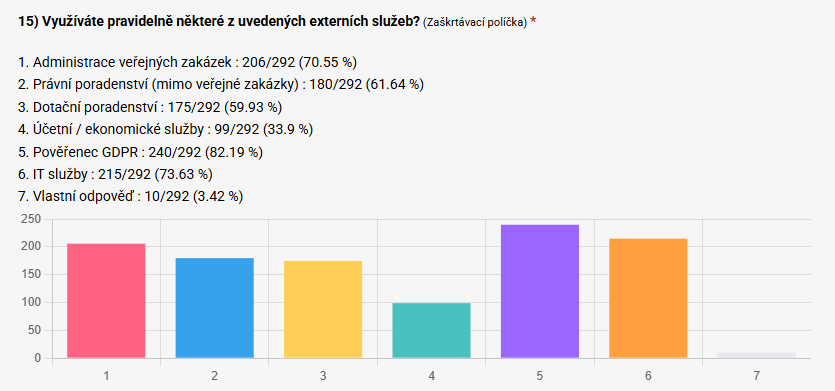 15) Využíváte pravidelně některé z uvedených externích služeb? (Zaškrtávací políčka) *
1. Administrace veřejných zakázek : 206/292 (70.55 %)
2. Právní poradenství (mimo veřejné zakázky) : 180/292 (61.64 %)
3. Dotační poradenství : 175/292 (59.93 %)
4. Účetní / ekonomické služby : 99/292 (33.9 %)
5. Pověřenec GDPR : 240/292 (82.19 %)
6. IT služby : 215/292 (73.63 %)
7. Vlastní odpověď : 10/292 (3.42 %)
250
200
150
100
50
0
1 2 3 4 5 6 7